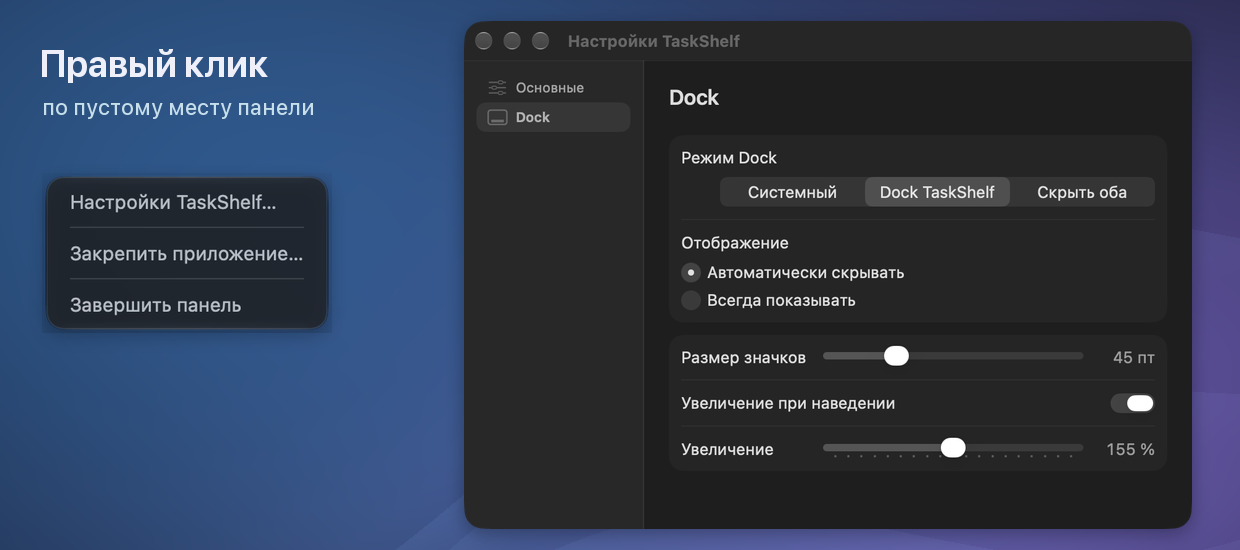 Правый клик
по пустому месту панели
Настройки TaskShelf...
Закрепить приложение...
Завершить панель
Настройки TaskShelf
Основные
Dock
Dock
Режим Dock
Системный
Dock TaskShelf
Скрыть оба
Отображение
Автоматически скрывать
Всегда показывать
Размер значков
45 пт
Увеличение при наведении
Увеличение
155 %